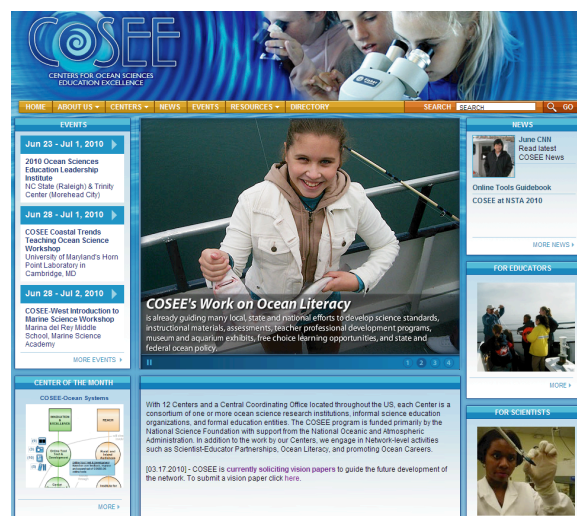 COSEE
CENTERS FOR OCEAN SCIENCES
EDUCATION EXCELLENCE
HOME ABOUT US CENTERS NEWS EVENTS RESOURCES DIRECTORY SEARCH SEARCH GO
EVENTS
Jun 23 - Jul 1, 2010
2010 Ocean Sciences
Education Leadership
Institute
NC State (Raleigh) & Trinity
Center (Morehead City)
Jun 28 - Jul 1, 2010
COSEE Coastal Trends
Teaching Ocean Science
Workshop
University of Maryland's Horn
Point Laboratory in
Cambridge, MD
Jun 28 - Jul 2, 2010
COSEE-West Introduction to
Marine Science Workshop
Marina del Rey Middle
School, Marine Science
Academy
MORE EVENTS
COSEE's Work on Ocean Literacy
is already guiding many local, state and national efforts to develop science standards,
instructional materials, assessments, teacher professional development programs,
museum and aquarium exhibits, free choice learning opportunities, and state and
federal ocean policy.
1 2 3 4
NEWS
June CNN
Read latest
COSEE News
Online Tools Guidebook
COSEE at NSTA 2010
MORE NEWS
FOR EDUCATORS
MORE
FOR SCIENTISTS
CENTER OF THE MONTH
COSEE-Ocean Systems
MORE
With 12 Centers and a Central Coordinating Office located throughout the US, each Center is a
consortium of one or more ocean science research institutions, informal science education
organizations, and formal education entities. The COSEE program is funded primarily by the
National Science Foundation with support from the National Oceanic and Atmospheric
Administration. In addition to the work by our Centers, we engage in Network-level activities
such as Scientist-Educator Partnerships, Ocean Literacy, and promoting Ocean Careers.
[03.17.2010] - COSEE is currently soliciting vision papers to guide the future development of
the network. To submit a vision paper click here.